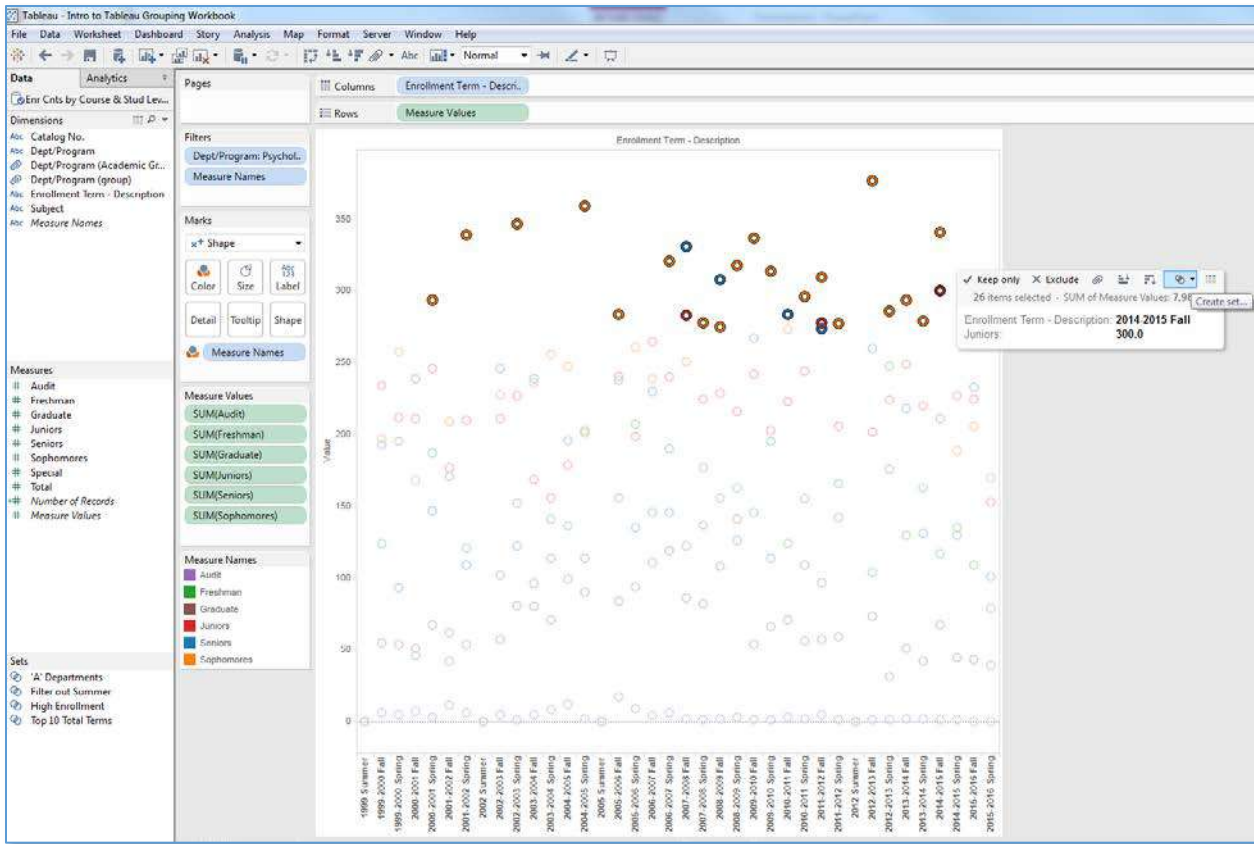 Tableau - Intro to Tableau Grouping Workbook
File Data Worksheet Dashboard Story Analysis Map Format Server Window Help
Abc Normal
Data Analytics
Enr Cnts by Course & Stud Lev...
Dimensions
Abc Catalog No.
Abc Dept/Program
Dept/Program (Academic Gr...
Dept/Program (group)
Abc Enrollment Term - Description
Abc Subject
Abc Measure Names
Measures
# Audit
# Freshman
# Graduate
# Juniors
# Seniors
# Sophomores
# Special
# Total
# Number of Records
# Measure Values
Sets
'A' Departments
Filter out Summer
High Enrollment
Top 10 Total Terms
Pages
Filters
Dept/Program: Psychol..
Measure Names
Marks
Shape
Color Size Label
Detail Tooltip Shape
Measure Names
Measure Values
SUM(Audit)
SUM(Freshman)
SUM(Graduate)
SUM(Juniors)
SUM(Seniors)
SUM(Sophomores)
Measure Names
Audit
Freshman
Graduate
Juniors
Seniors
Sophomores
Columns Enrollment Term - Descri..
Rows Measure Values
Enrollment Term - Description
Value
350
300
250
200
150
100
50
0
Keep only Exclude
26 items selected - SUM of Measure Values: 7,98
Create set...
Enrollment Term - Description: 2014-2015 Fall
Juniors: 300.0
1999 Summer
1999-2000 Fall
1999-2000 Spring
2000-2001 Fall
2000-2001 Spring
2001-2002 Fall
2001-2002 Spring
2002 Summer
2002-2003 Fall
2002-2003 Spring
2003-2004 Fall
2003-2004 Spring
2004-2005 Fall
2004-2005 Spring
2005 Summer
2005-2006 Fall
2005-2006 Spring
2006-2007 Fall
2006-2007 Spring
2007-2008 Fall
2007-2008 Spring
2008-2009 Fall
2008-2009 Spring
2009-2010 Fall
2009-2010 Spring
2010-2011 Fall
2010-2011 Spring
2011-2012 Fall
2011-2012 Spring
2012 Summer
2012-2013 Fall
2012-2013 Spring
2013-2014 Fall
2013-2014 Spring
2014-2015 Fall
2014-2015 Spring
2015-2016 Fall
2015-2016 Spring